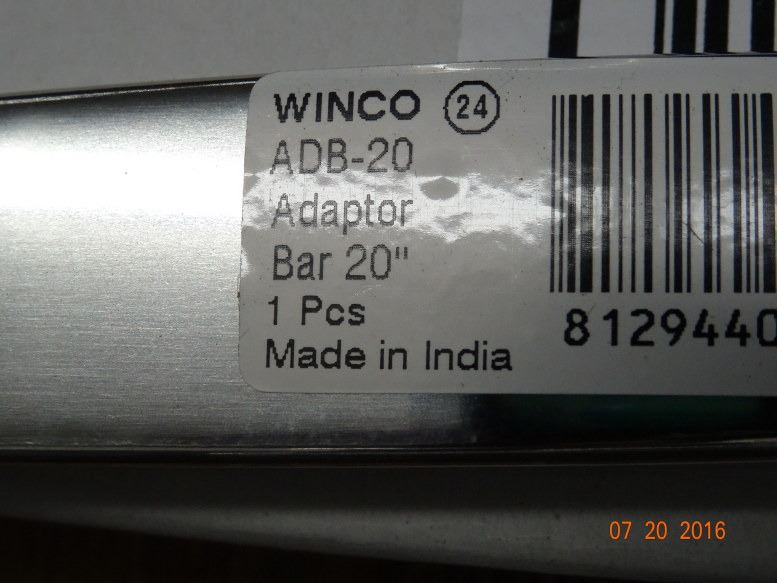 WINCO 24
ADB-20
Adaptor
Bar 20"
1 Pcs
Made in India
8129440
07 20 2016